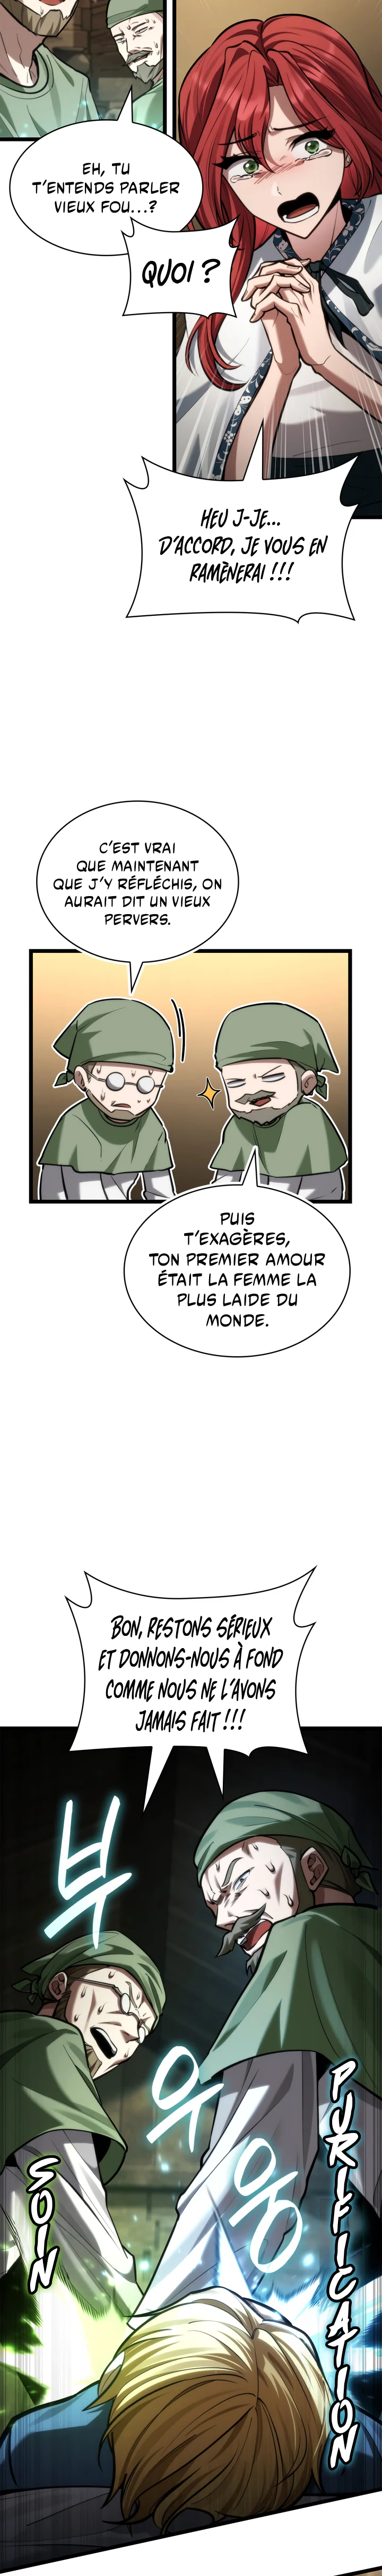 EH, TU
T'ENTENDS PARLER
VIEUX FOU...?
QUOI ?
HEU J-JE...
D'ACCORD, JE VOUS EN
RAMÈNERAI !!!
C'EST VRAI
QUE MAINTENANT
QUE J'Y RÉFLÉCHIS, ON
AURAIT DIT UN VIEUX
PERVERS.
PUIS
T'EXAGÈRES,
TON PREMIER AMOUR
ÉTAIT LA FEMME LA
PLUS LAIDE DU
MONDE.
BON, RESTONS SÉRIEUX
ET DONNONS-NOUS À FOND
COMME NOUS NE L'AVONS
JAMAIS FAIT !!!
부
우
웅
PURIFICATION
SOIN